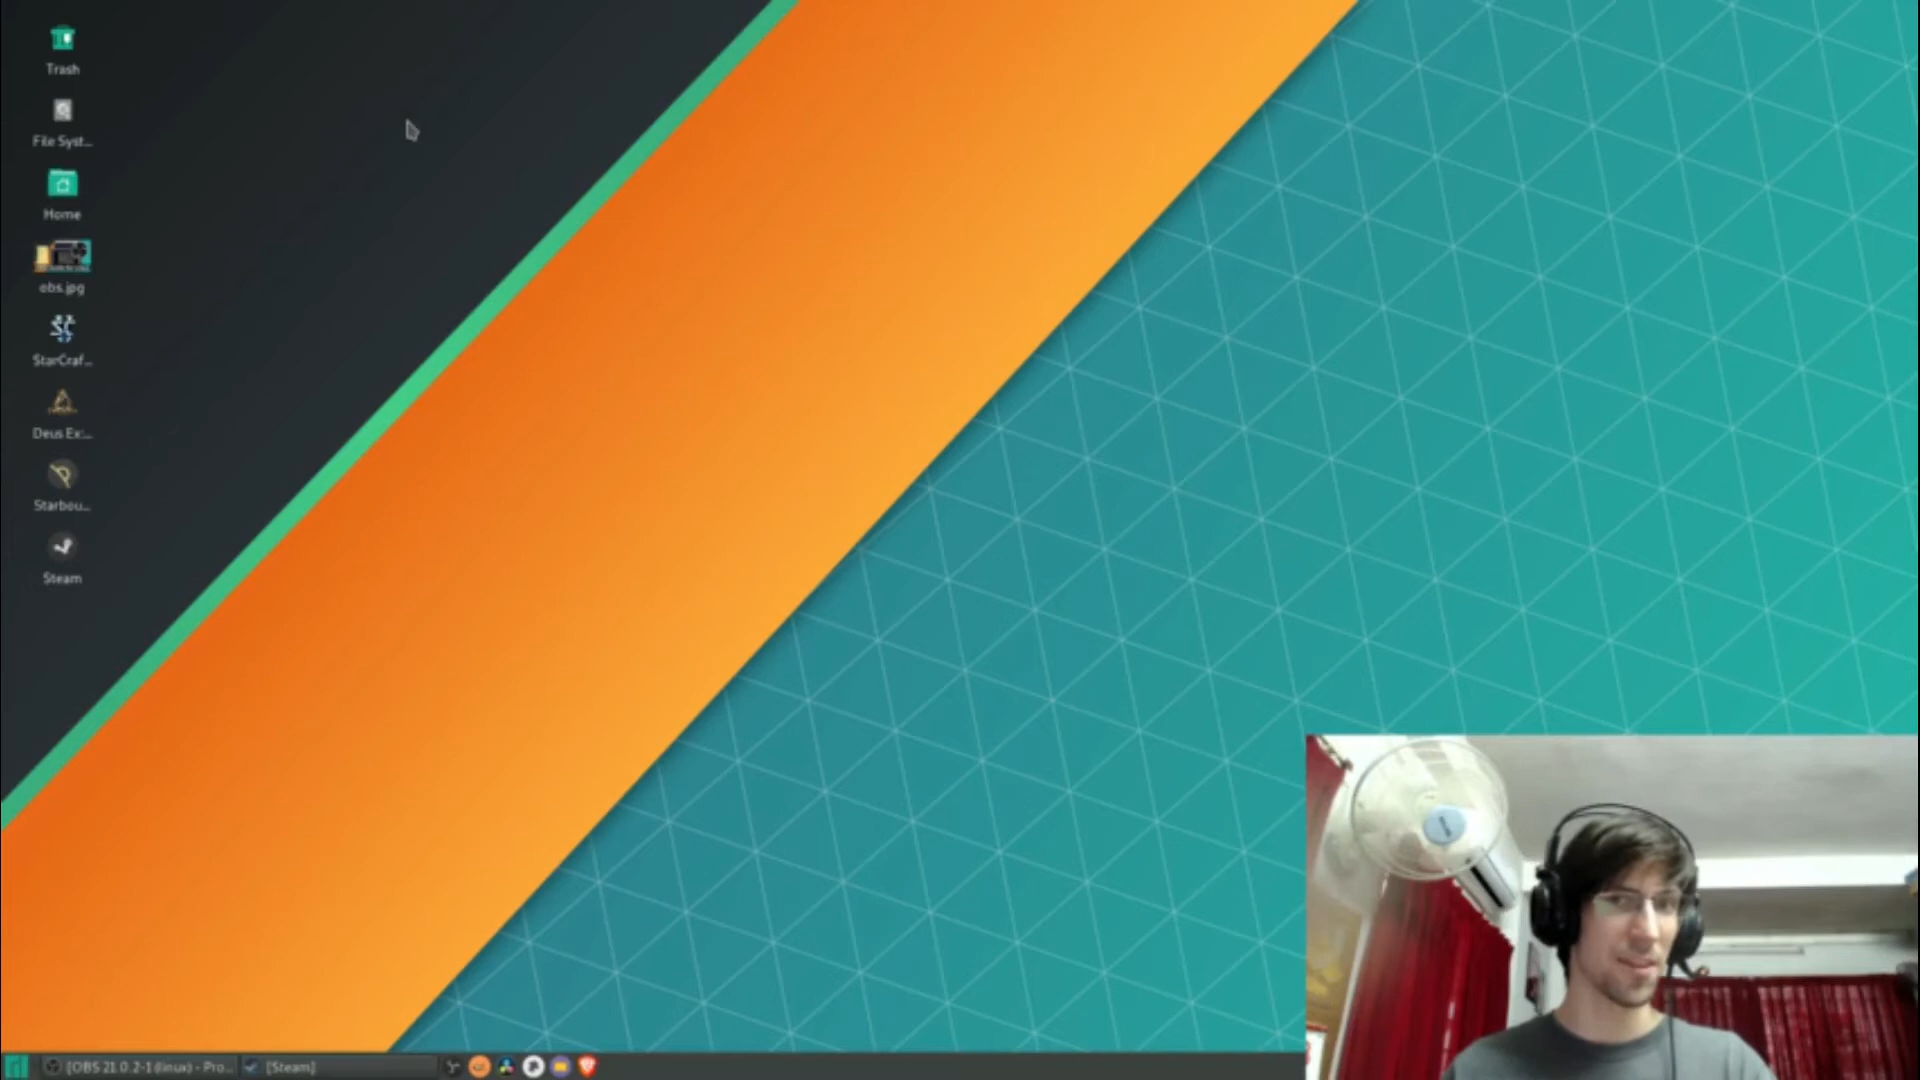 Trash
File Syst...
Home
obs.jpg
StarCraf...
Deus Ex:...
Starbou...
Steam
[OBS 21.0.2-1 (linux) - Pro...
[Steam]